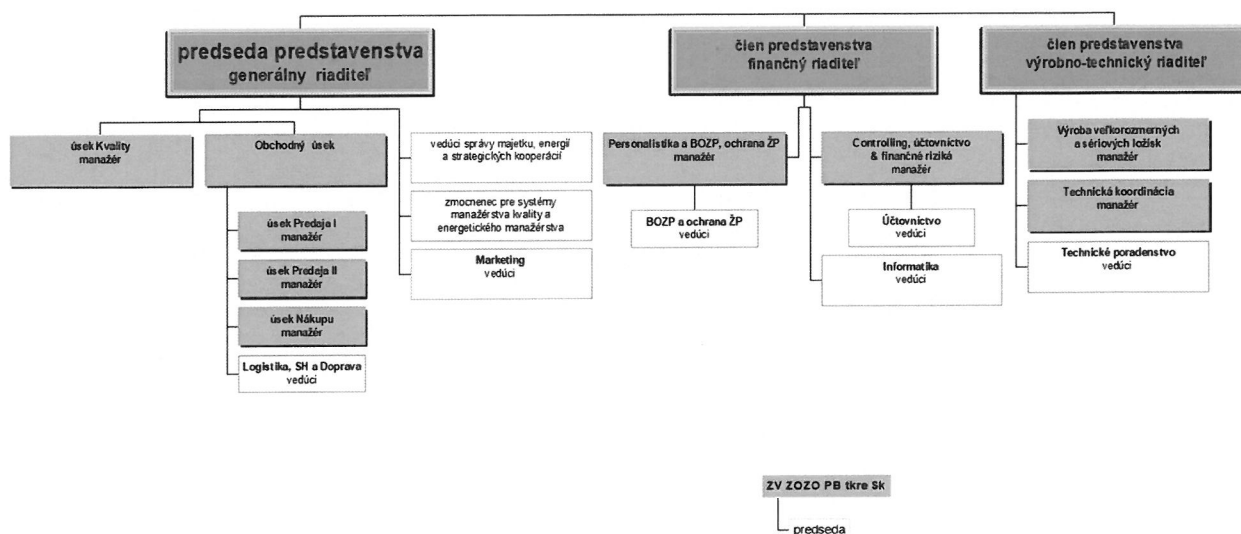 predseda predstavenstva
generálny riaditeľ
člen predstavenstva
finančný riaditeľ
člen predstavenstva
výrobno-technický riaditeľ
úsek Kvality
manažér
Obchodný úsek
vedúci správy majetku, energií
a strategických kooperácií
Personalistika a BOZP, ochrana ŽP
manažér
Controlling, účtovníctvo
& finančné riziká
manažér
Výroba veľkorozmerných
a sériových ložísk
manažér
zmocnenec pre systémy
manažérstva kvality a
energetického manažérstva
Technická koordinácia
manažér
úsek Predaja I
manažér
BOZP a ochrana ŽP
vedúci
Účtovníctvo
vedúci
Technické poradenstvo
vedúci
Marketing
vedúci
Informatika
vedúci
úsek Predaja II
manažér
úsek Nákupu
manažér
Logistika, SH a Doprava
vedúci
ZV ZOZO PB tkre Sk
predseda